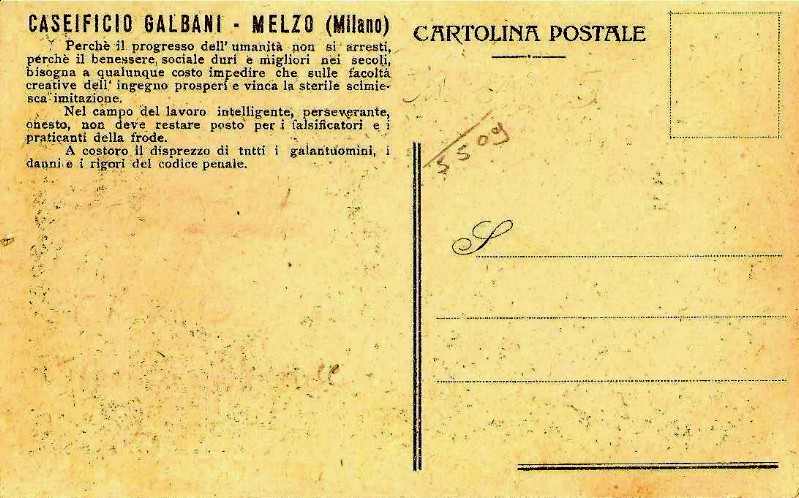 CASEIFICIO GALBANI - MELZO (Milano)
Perchè il progresso dell'umanità non si arresti,
perchè il benessere sociale duri e migliori nei secoli,
bisogna a qualunque costo impedire che sulle facoltà
creative dell'ingegno prosperi e vinca la sterile scimie-
sca imitazione.
Nel campo del lavoro intelligente, perseverante,
onesto, non deve restare posto per i falsificatori e i
praticanti della frode.
A costoro il disprezzo di tutti i galantuomini, i
danni e i rigori del codice penale.
CARTOLINA POSTALE
5509
S